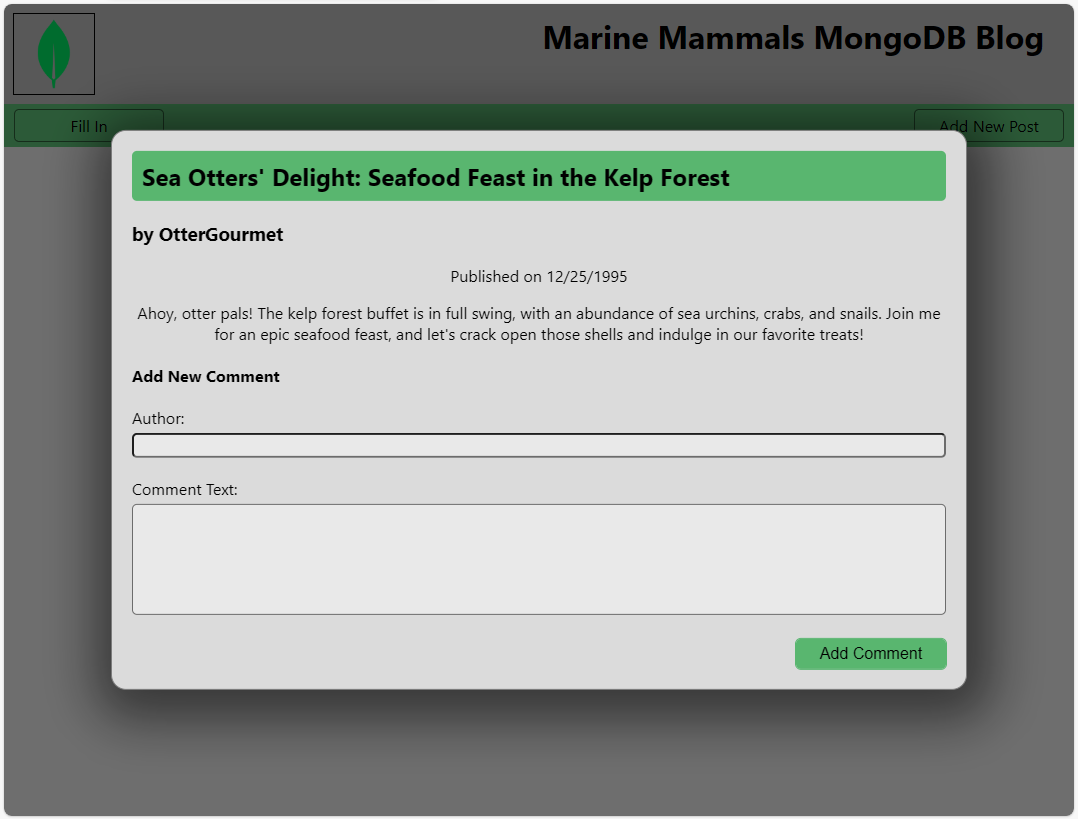 Marine Mammals MongoDB Blog
Fill In
Add New Post
Sea Otters' Delight: Seafood Feast in the Kelp Forest
by OtterGourmet
Published on 12/25/1995
Ahoy, otter pals! The kelp forest buffet is in full swing, with an abundance of sea urchins, crabs, and snails. Join me
for an epic seafood feast, and let's crack open those shells and indulge in our favorite treats!
Add New Comment
Author:
Comment Text:
Add Comment